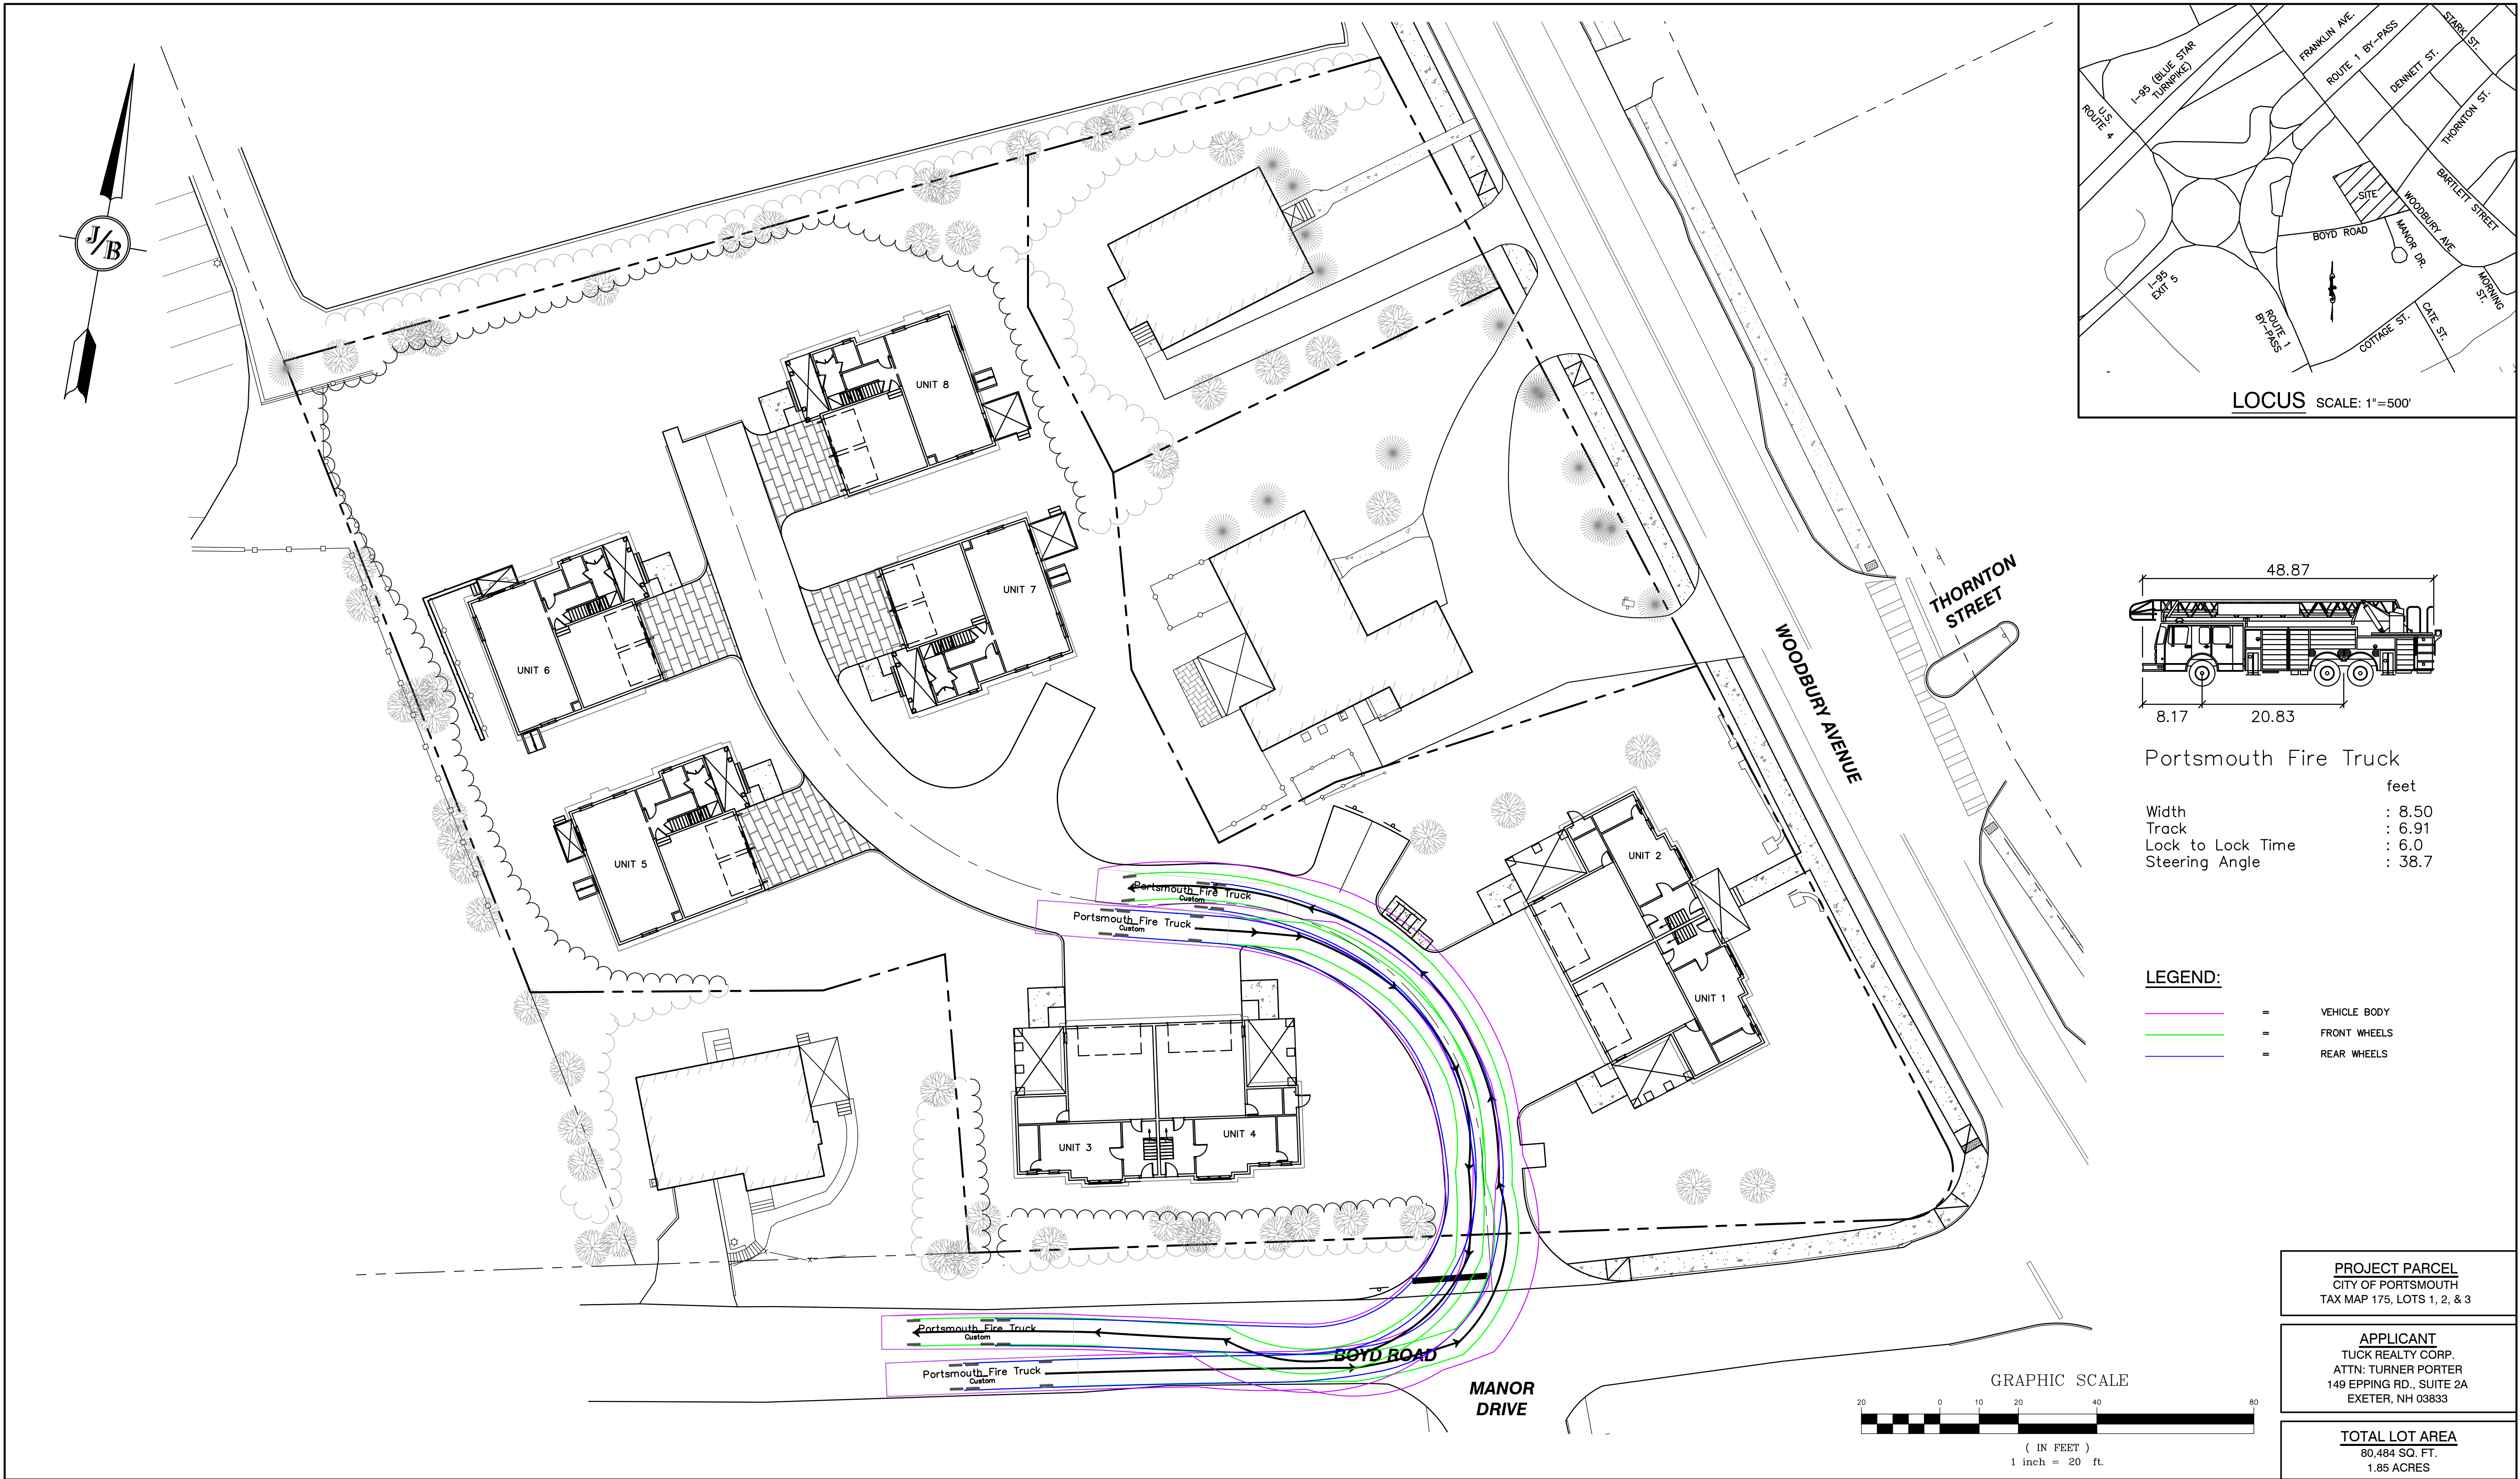 J/B
I-95 (BLUE STAR
TURNPIKE)
FRANKLIN AVE.
ROUTE 1 BY-PASS
STARK ST.
DENNETT ST.
THORNTON ST.
U.S.
ROUTE 4
BARTLETT STREET
SITE
WOODBURY AVE.
BOYD ROAD
MANOR DR.
I-95
EXIT 5
MORNING
ST.
CATE ST.
ROUTE 1
BY-PASS
COTTAGE ST.
LOCUS SCALE: 1"=500'
UNIT 8
UNIT 7
UNIT 6
UNIT 5
UNIT 2
UNIT 1
UNIT 3
UNIT 4
THORNTON
STREET
WOODBURY AVENUE
48.87
8.17
20.83
Portsmouth Fire Truck
feet
Width : 8.50
Track : 6.91
Lock to Lock Time : 6.0
Steering Angle : 38.7
LEGEND:
= VEHICLE BODY
= FRONT WHEELS
= REAR WHEELS
Portsmouth Fire Truck
Custom
Portsmouth Fire Truck
Custom
Portsmouth Fire Truck
Custom
Portsmouth Fire Truck
Custom
BOYD ROAD
MANOR
DRIVE
GRAPHIC SCALE
20 0 10 20 40 80
( IN FEET )
1 inch = 20 ft.
PROJECT PARCEL
CITY OF PORTSMOUTH
TAX MAP 175, LOTS 1, 2, & 3
APPLICANT
TUCK REALTY CORP.
ATTN: TURNER PORTER
149 EPPING RD., SUITE 2A
EXETER, NH 03833
TOTAL LOT AREA
80,484 SQ. FT.
1.85 ACRES